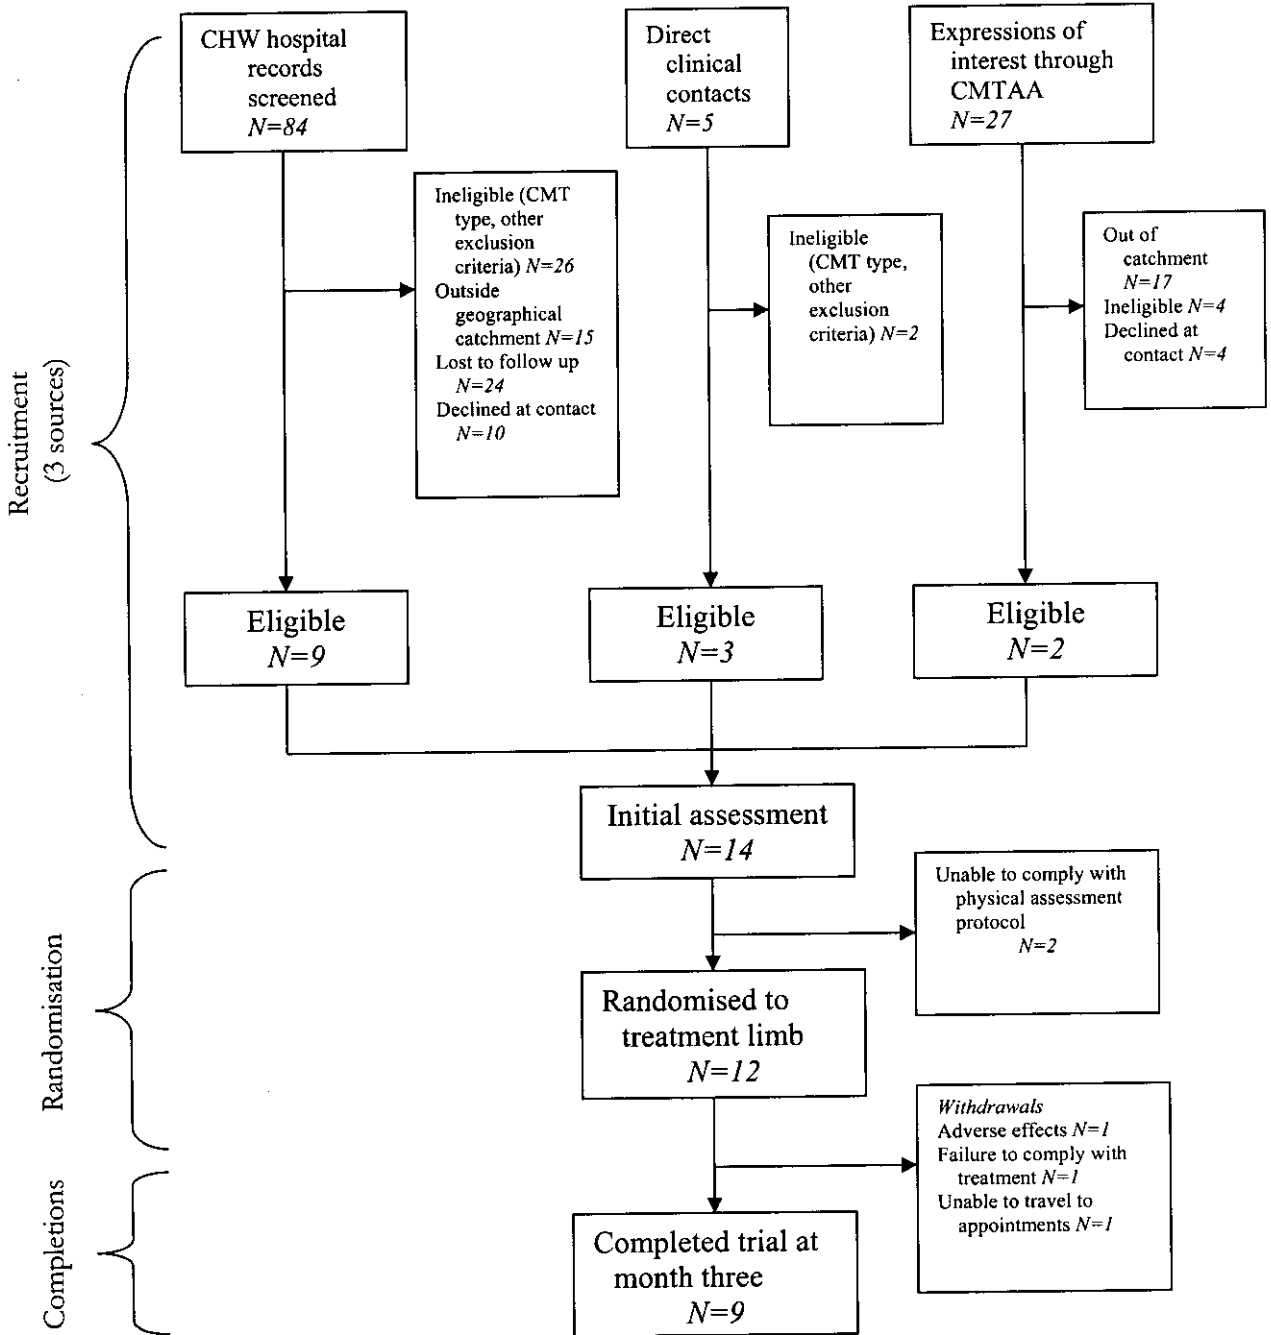 CHW hospital
records
screened
N=84
Direct
clinical
contacts
N=5
Expressions of
interest through
CMTAA
N=27
Ineligible (CMT
type, other
exclusion
criteria) N=26
Outside
geographical
catchment N=15
Lost to follow up
N=24
Declined at contact
N=10
Ineligible
(CMT type,
other
exclusion
criteria) N=2
Out of
catchment
N=17
Ineligible N=4
Declined at
contact N=4
Recruitment
(3 sources)
Eligible
N=9
Eligible
N=3
Eligible
N=2
Initial assessment
N=14
Unable to comply with
physical assessment
protocol
N=2
Randomisation
Randomised to
treatment limb
N=12
Withdrawals
Adverse effects N=1
Failure to comply with
treatment N=1
Unable to travel to
appointments N=1
Completions
Completed trial at
month three
N=9